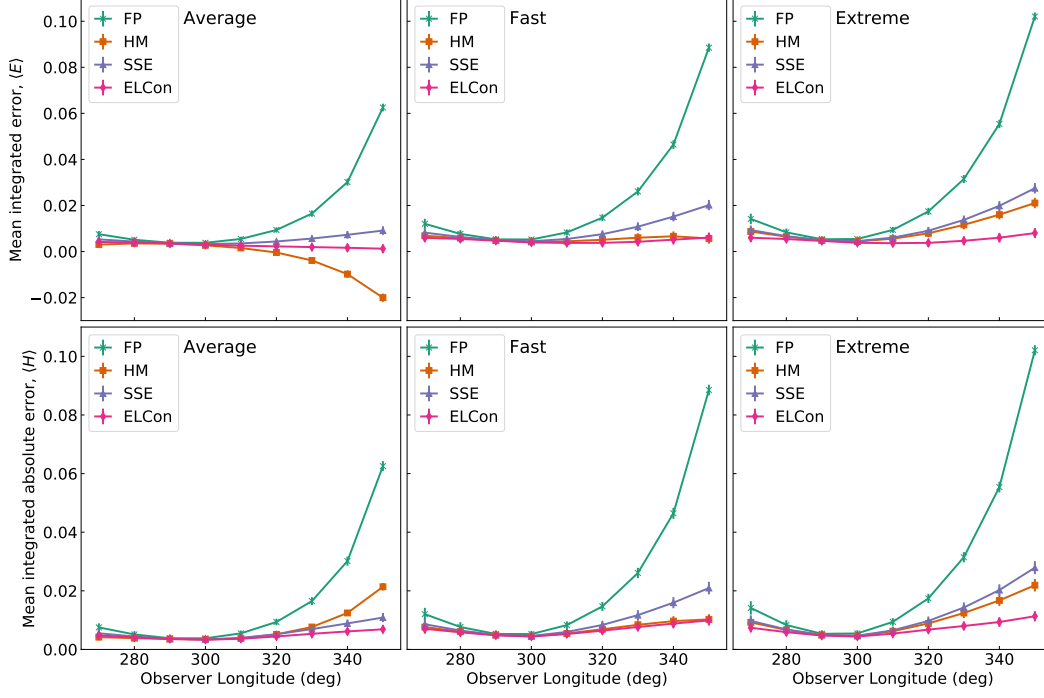 Average
FP
HM
SSE
ELCon
Fast
FP
HM
SSE
ELCon
Extreme
FP
HM
SSE
ELCon
Mean integrated error, ⟨E⟩
0.10
0.08
0.06
0.04
0.02
0.00
−0.02
Average
FP
HM
SSE
ELCon
Fast
FP
HM
SSE
ELCon
Extreme
FP
HM
SSE
ELCon
Mean integrated absolute error, ⟨H⟩
0.10
0.08
0.06
0.04
0.02
0.00
280 300 320 340
280 300 320 340
280 300 320 340
Observer Longitude (deg)
Observer Longitude (deg)
Observer Longitude (deg)